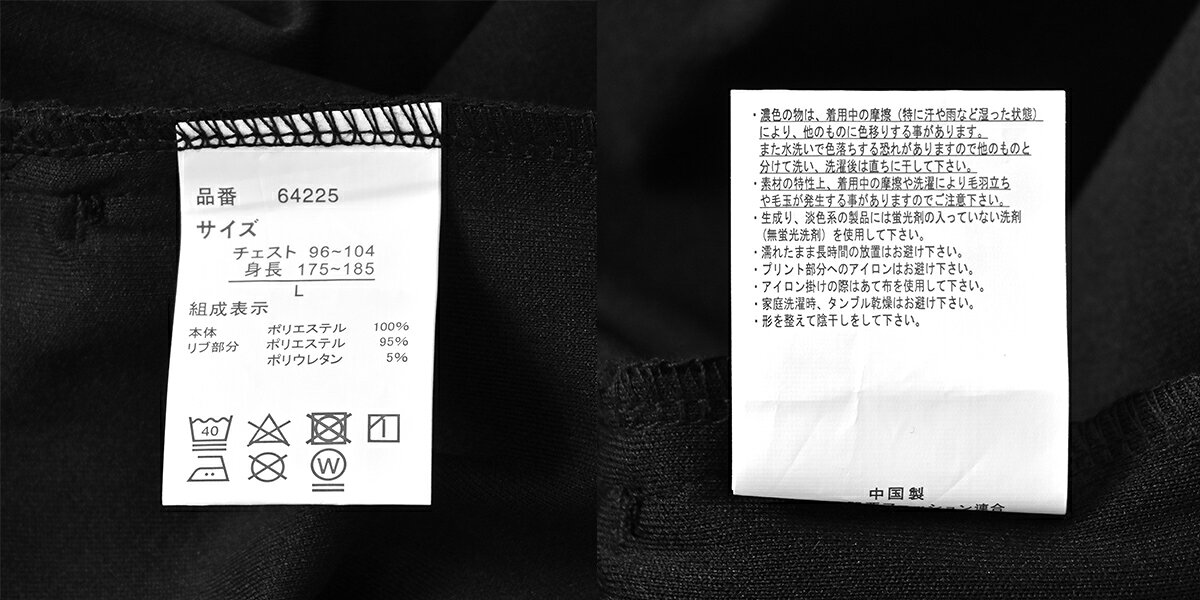 品番 64225
サイズ
チェスト 96~104
身長 175~185
L
組成表示
本体 ポリエステル 100%
リブ部分 ポリエステル 95%
ポリウレタン 5%
40
W
・濃色の物は、着用中の摩擦（特に汗や雨など湿った状態）
により、他のものに色移りする事があります。
また水洗いで色落ちする恐れがありますので他のものと
分けて洗い、洗濯後は直ちに干して下さい。
・素材の特性上、着用中の摩擦や洗濯により毛羽立ち
や毛玉が発生する事がありますのでご注意下さい。
・生成り、淡色系の製品には蛍光剤の入っていない洗剤
（無蛍光洗剤）を使用して下さい。
・濡れたまま長時間の放置はお避け下さい。
・プリント部分へのアイロンはお避け下さい。
・アイロン掛けの際はあて布を使用して下さい。
・家庭洗濯時、タンブル乾燥はお避け下さい。
・形を整えて陰干しをして下さい。
中国製